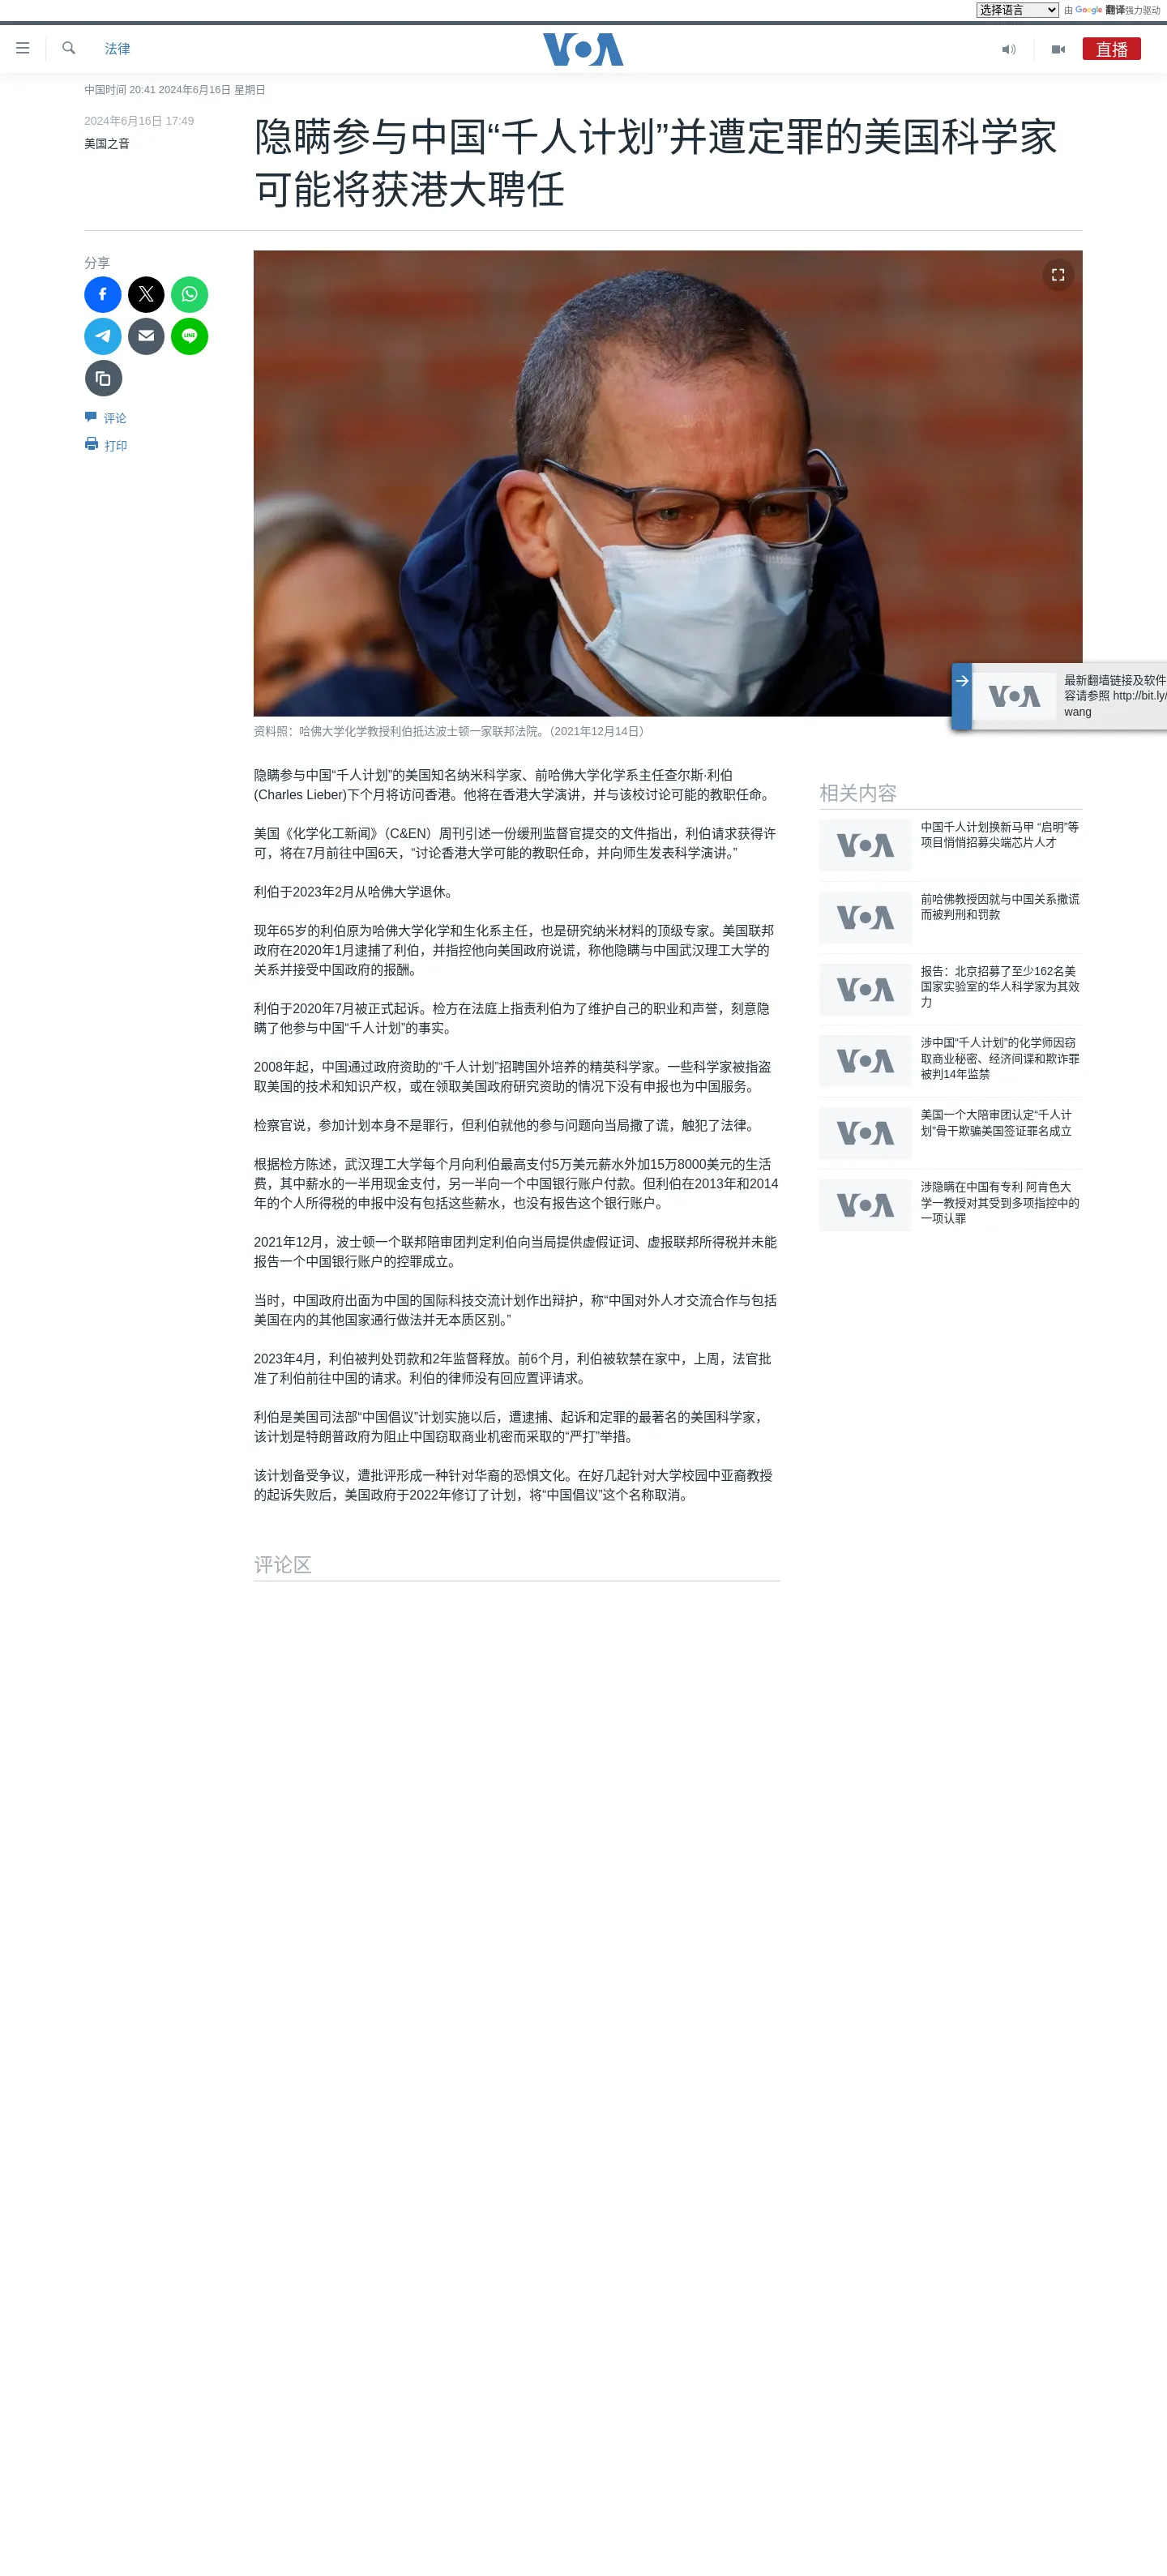 选择语言
由 Google 翻译强力驱动
法律
VOA
直播
中国时间 20:41 2024年6月16日 星期日
2024年6月16日 17:49
美国之音
隐瞒参与中国“千人计划”并遭定罪的美国科学家
可能将获港大聘任
分享
LINE
评论
打印
最新翻墙链接及软件
容请参照 http://bit.ly/
wang
VOA
资料照：哈佛大学化学教授利伯抵达波士顿一家联邦法院。（2021年12月14日）
隐瞒参与中国“千人计划”的美国知名纳米科学家、前哈佛大学化学系主任查尔斯·利伯
(Charles Lieber)下个月将访问香港。他将在香港大学演讲，并与该校讨论可能的教职任命。
美国《化学化工新闻》（C&EN）周刊引述一份缓刑监督官提交的文件指出，利伯请求获得许
可，将在7月前往中国6天，“讨论香港大学可能的教职任命，并向师生发表科学演讲。”
利伯于2023年2月从哈佛大学退休。
现年65岁的利伯原为哈佛大学化学和生化系主任，也是研究纳米材料的顶级专家。美国联邦
政府在2020年1月逮捕了利伯，并指控他向美国政府说谎，称他隐瞒与中国武汉理工大学的
关系并接受中国政府的报酬。
利伯于2020年7月被正式起诉。检方在法庭上指责利伯为了维护自己的职业和声誉，刻意隐
瞒了他参与中国“千人计划”的事实。
2008年起，中国通过政府资助的“千人计划”招聘国外培养的精英科学家。一些科学家被指盗
取美国的技术和知识产权，或在领取美国政府研究资助的情况下没有申报也为中国服务。
检察官说，参加计划本身不是罪行，但利伯就他的参与问题向当局撒了谎，触犯了法律。
根据检方陈述，武汉理工大学每个月向利伯最高支付5万美元薪水外加15万8000美元的生活
费，其中薪水的一半用现金支付，另一半向一个中国银行账户付款。但利伯在2013年和2014
年的个人所得税的申报中没有包括这些薪水，也没有报告这个银行账户。
2021年12月，波士顿一个联邦陪审团判定利伯向当局提供虚假证词、虚报联邦所得税并未能
报告一个中国银行账户的控罪成立。
当时，中国政府出面为中国的国际科技交流计划作出辩护，称“中国对外人才交流合作与包括
美国在内的其他国家通行做法并无本质区别。”
2023年4月，利伯被判处罚款和2年监督释放。前6个月，利伯被软禁在家中，上周，法官批
准了利伯前往中国的请求。利伯的律师没有回应置评请求。
利伯是美国司法部“中国倡议”计划实施以后，遭逮捕、起诉和定罪的最著名的美国科学家，
该计划是特朗普政府为阻止中国窃取商业机密而采取的“严打”举措。
该计划备受争议，遭批评形成一种针对华裔的恐惧文化。在好几起针对大学校园中亚裔教授
的起诉失败后，美国政府于2022年修订了计划，将“中国倡议”这个名称取消。
相关内容
VOA
中国千人计划换新马甲 “启明”等
项目悄悄招募尖端芯片人才
VOA
前哈佛教授因就与中国关系撒谎
而被判刑和罚款
VOA
报告：北京招募了至少162名美
国家实验室的华人科学家为其效
力
VOA
涉中国“千人计划”的化学师因窃
取商业秘密、经济间谍和欺诈罪
被判14年监禁
VOA
美国一个大陪审团认定“千人计
划”骨干欺骗美国签证罪名成立
VOA
涉隐瞒在中国有专利 阿肯色大
学一教授对其受到多项指控中的
一项认罪
评论区